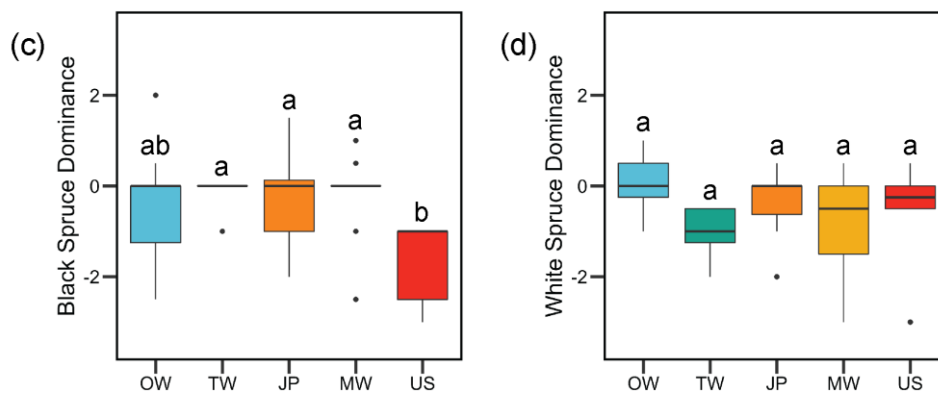 (c)
Black Spruce Dominance
2
0
-2
ab
a
a
a
b
OW TW JP MW US
(d)
White Spruce Dominance
2
0
-2
a
a
a
a
a
OW TW JP MW US